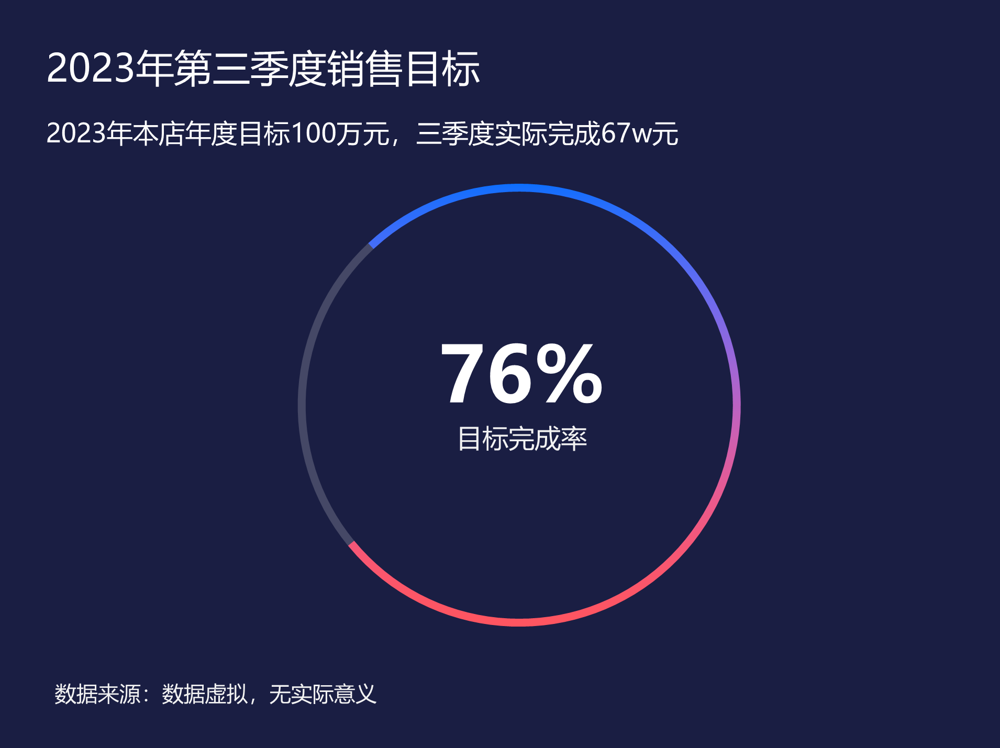 2023年第三季度销售目标
2023年本店年度目标100万元，三季度实际完成67w元
76%
目标完成率
数据来源：数据虚拟，无实际意义